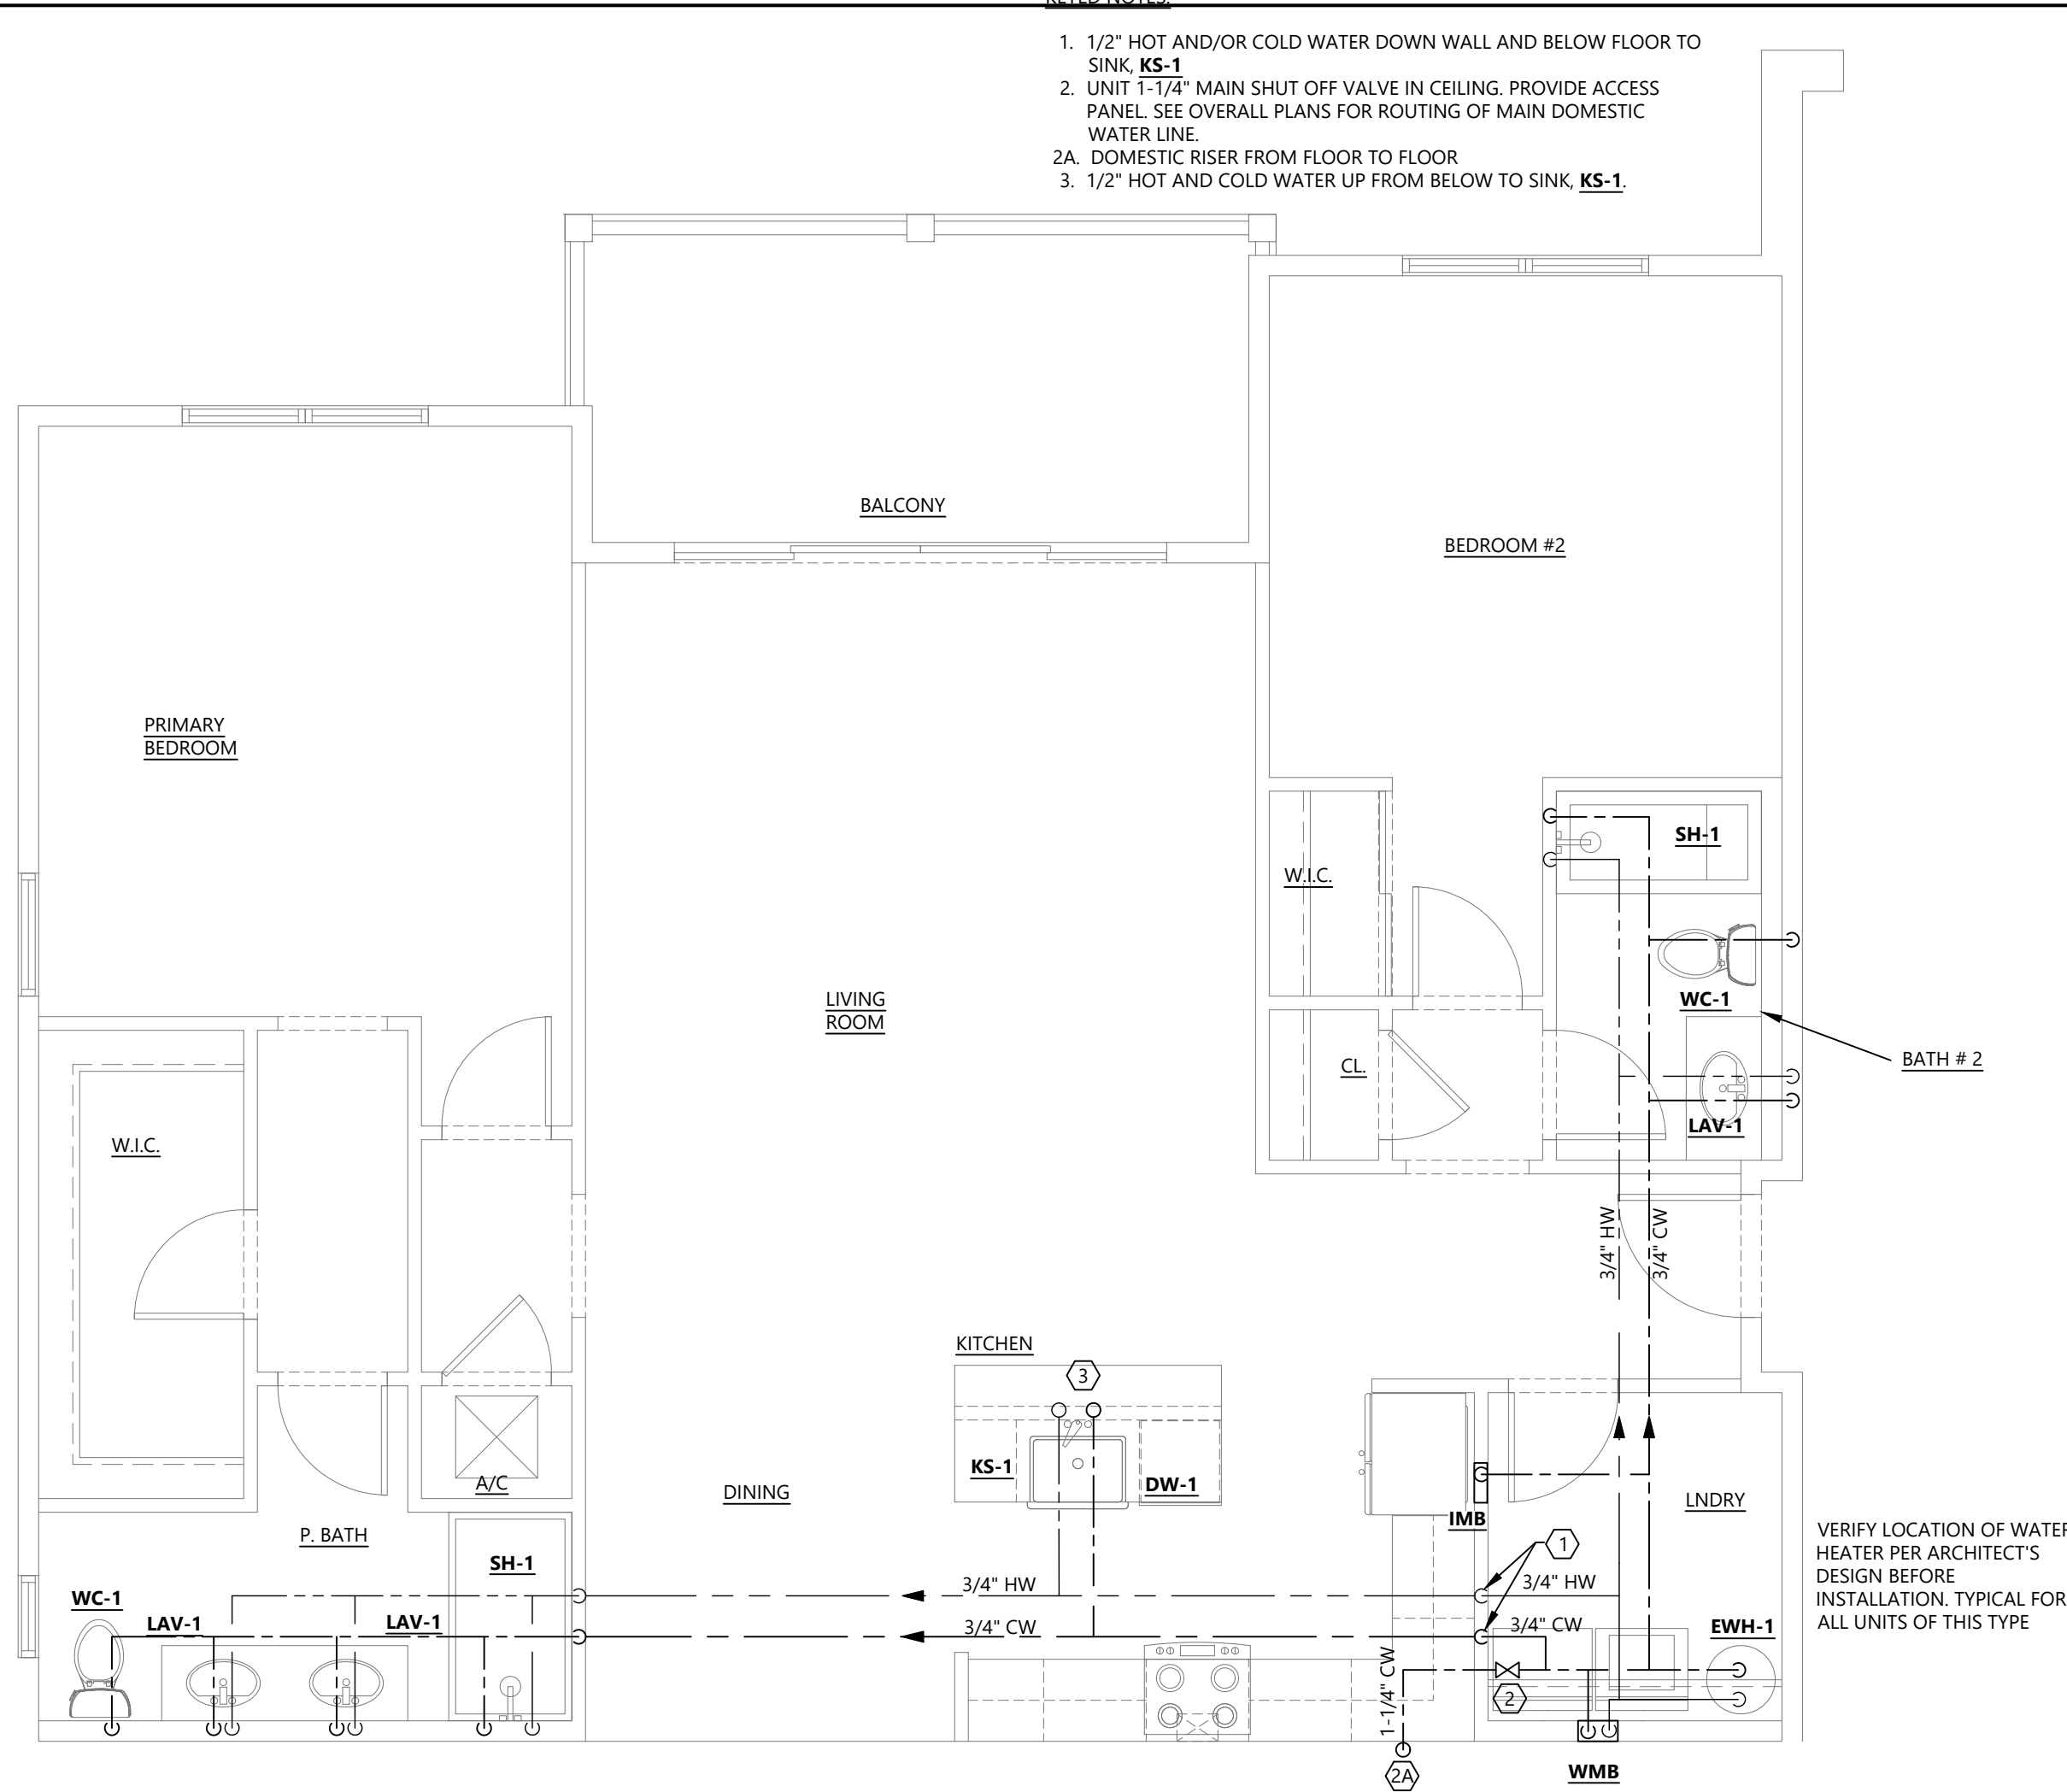 KEYED NOTES:
1. 1/2" HOT AND/OR COLD WATER DOWN WALL AND BELOW FLOOR TO
SINK, KS-1
2. UNIT 1-1/4" MAIN SHUT OFF VALVE IN CEILING. PROVIDE ACCESS
PANEL. SEE OVERALL PLANS FOR ROUTING OF MAIN DOMESTIC
WATER LINE.
2A. DOMESTIC RISER FROM FLOOR TO FLOOR
3. 1/2" HOT AND COLD WATER UP FROM BELOW TO SINK, KS-1.
BALCONY
BEDROOM #2
PRIMARY
BEDROOM
SH-1
W.I.C.
LIVING
ROOM
WC-1
BATH # 2
CL.
LAV-1
W.I.C.
3/4" HW
3/4" CW
KITCHEN
3
KS-1
DW-1
A/C
DINING
IMB
LNDRY
P. BATH
SH-1
1
VERIFY LOCATION OF WATER
HEATER PER ARCHITECT'S
DESIGN BEFORE
INSTALLATION. TYPICAL FOR
ALL UNITS OF THIS TYPE
WC-1
LAV-1
LAV-1
3/4" HW
3/4" HW
3/4" CW
3/4" CW
EWH-1
1-1/4" CW
2
2A
WMB